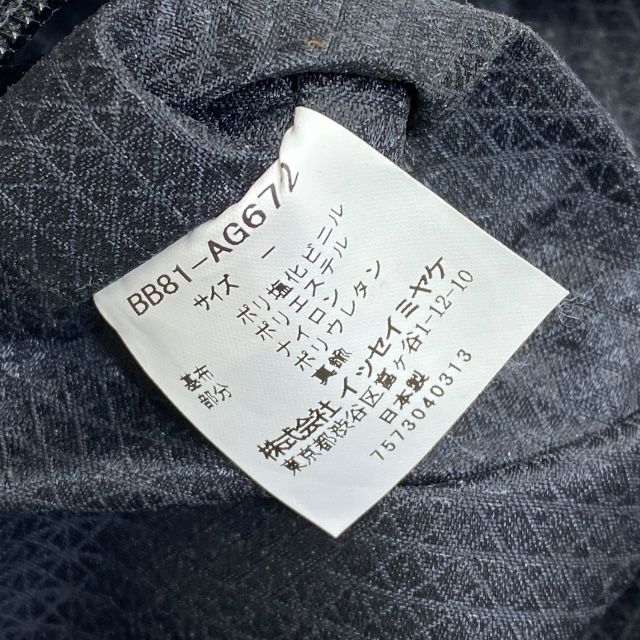 BB81-AG672
サイズ ー
ポリ塩化ビニール
ポリエステル
ナイロン
基布 ポリウレタン
部分 真鍮
株式会社 イッセイミヤケ
東京都渋谷区富ヶ谷1-12-10
日本製
7573040313